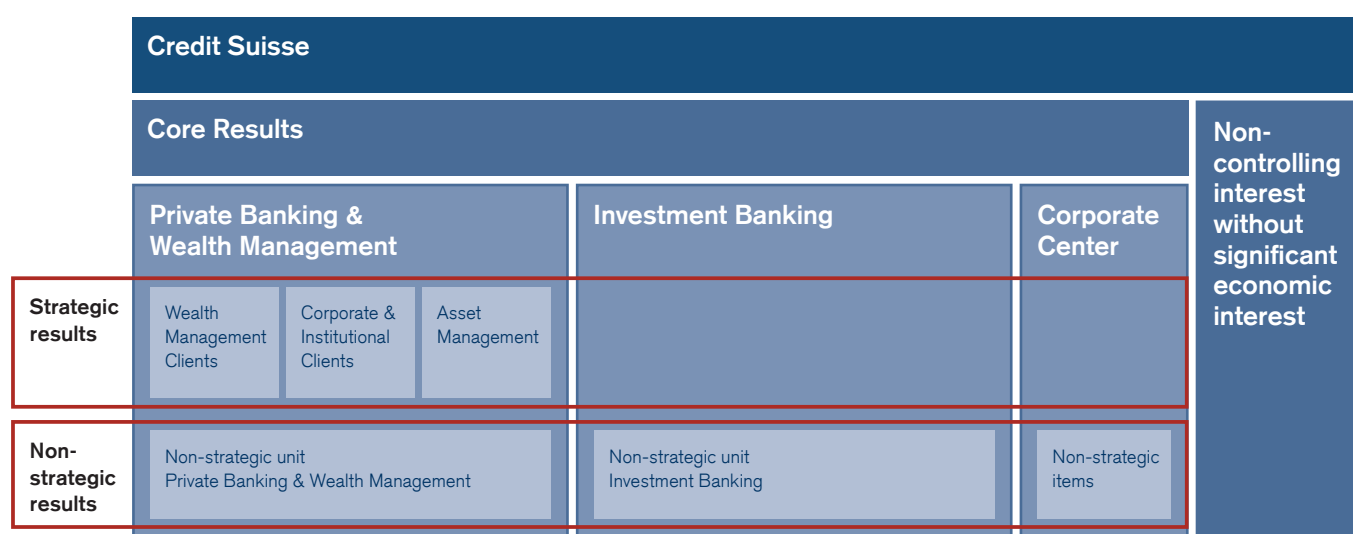 Credit Suisse
Core Results
Non-
controlling
interest
without
significant
economic
interest
Private Banking &
Wealth Management
Investment Banking
Corporate
Center
Strategic
results
Wealth
Management
Clients
Corporate &
Institutional
Clients
Asset
Management
Non-
strategic
results
Non-strategic unit
Private Banking & Wealth Management
Non-strategic unit
Investment Banking
Non-strategic
items